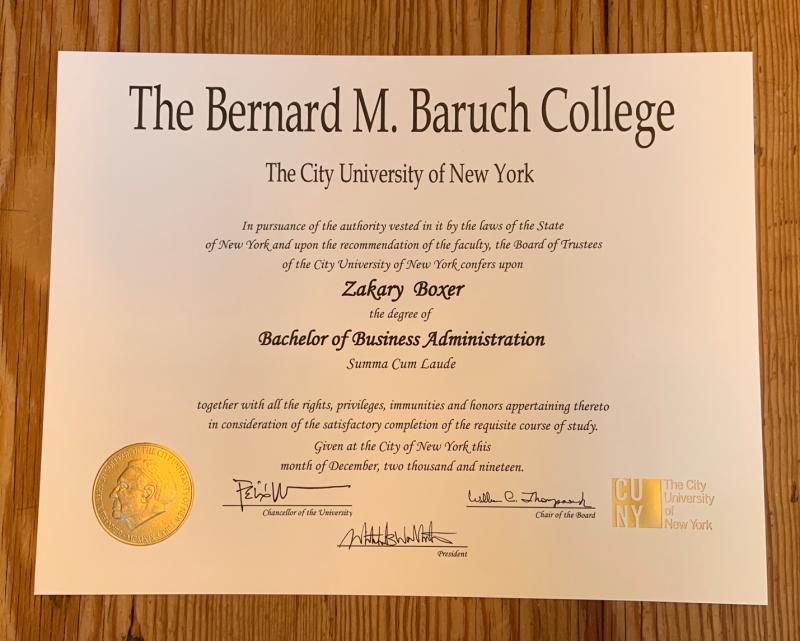 The Bernard M. Baruch College
The City University of New York
In pursuance of the authority vested in it by the laws of the State
of New York and upon the recommendation of the faculty, the Board of Trustees
of the City University of New York confers upon
Zakary Boxer
the degree of
Bachelor of Business Administration
Summa Cum Laude
together with all the rights, privileges, immunities and honors appertaining thereto
in consideration of the satisfactory completion of the requisite course of study.
Given at the City of New York this
month of December, two thousand and nineteen.
Chancellor of the University
Chair of the Board
President
CU
NY
The City
University
of
New York